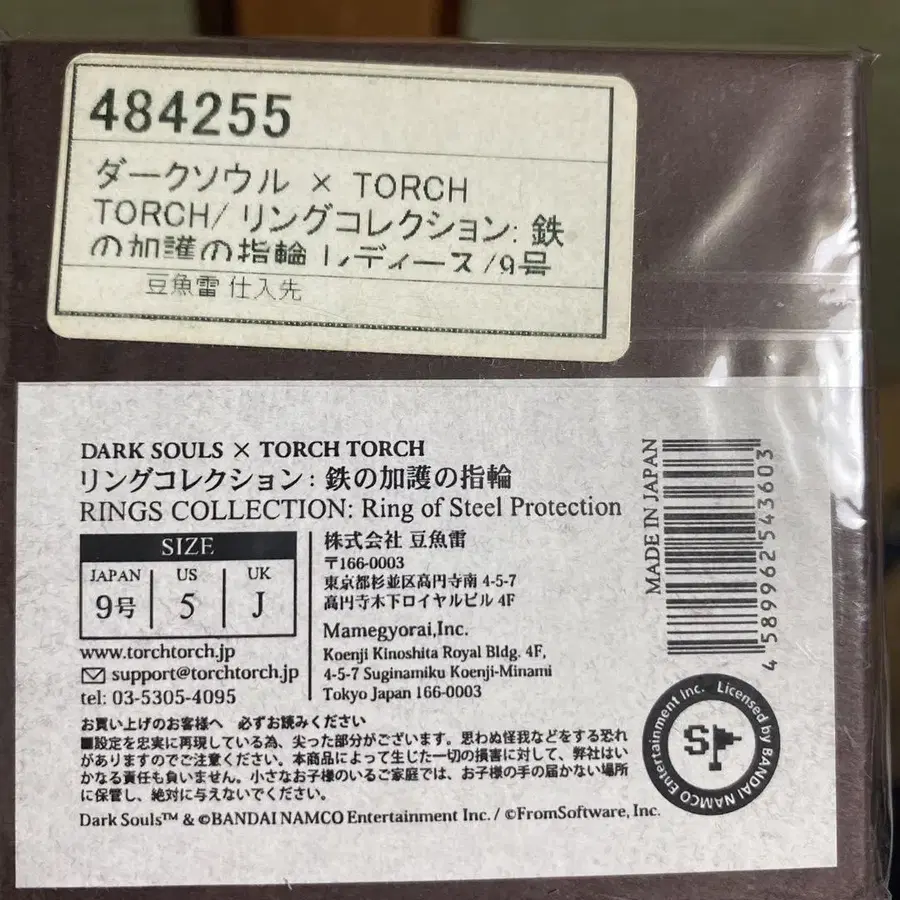 484255
ダークソウル × TORCH
TORCH/ リングコレクション: 鉄
の加護の指輪 レディース/9号
豆魚雷 仕入先
DARK SOULS × TORCH TORCH
リングコレクション: 鉄の加護の指輪
RINGS COLLECTION: Ring of Steel Protection
SIZE
JAPAN US UK
9号 5 J
www.torchtorch.jp
support@torchtorch.jp
tel: 03-5305-4095
株式会社 豆魚雷
〒166-0003
東京都杉並区高円寺南 4-5-7
高円寺木下ロイヤルビル 4F
Mamegyorai,Inc.
Koenji Kinoshita Royal Bldg. 4F,
4-5-7 Suginamiku Koenji-Minami
Tokyo Japan 166-0003
MADE IN JAPAN
4 589962 543603
お買い上げのお客様へ 必ずお読みください
■設定を忠実に再現している為、尖った部分がございます。思わぬ怪我などをする恐れ
がありますのでご注意ください。本商品によって生じた一切の損害に対して、弊社はい
かなる責任も負いません。小さなお子様のいるご家庭では、お子様の手の届かない場所
に保管し、絶対に与えないでください。
Dark Souls™ & ©BANDAI NAMCO Entertainment Inc. / ©FromSoftware, Inc.
Licensed by BANDAI NAMCO Entertainment Inc.
SP